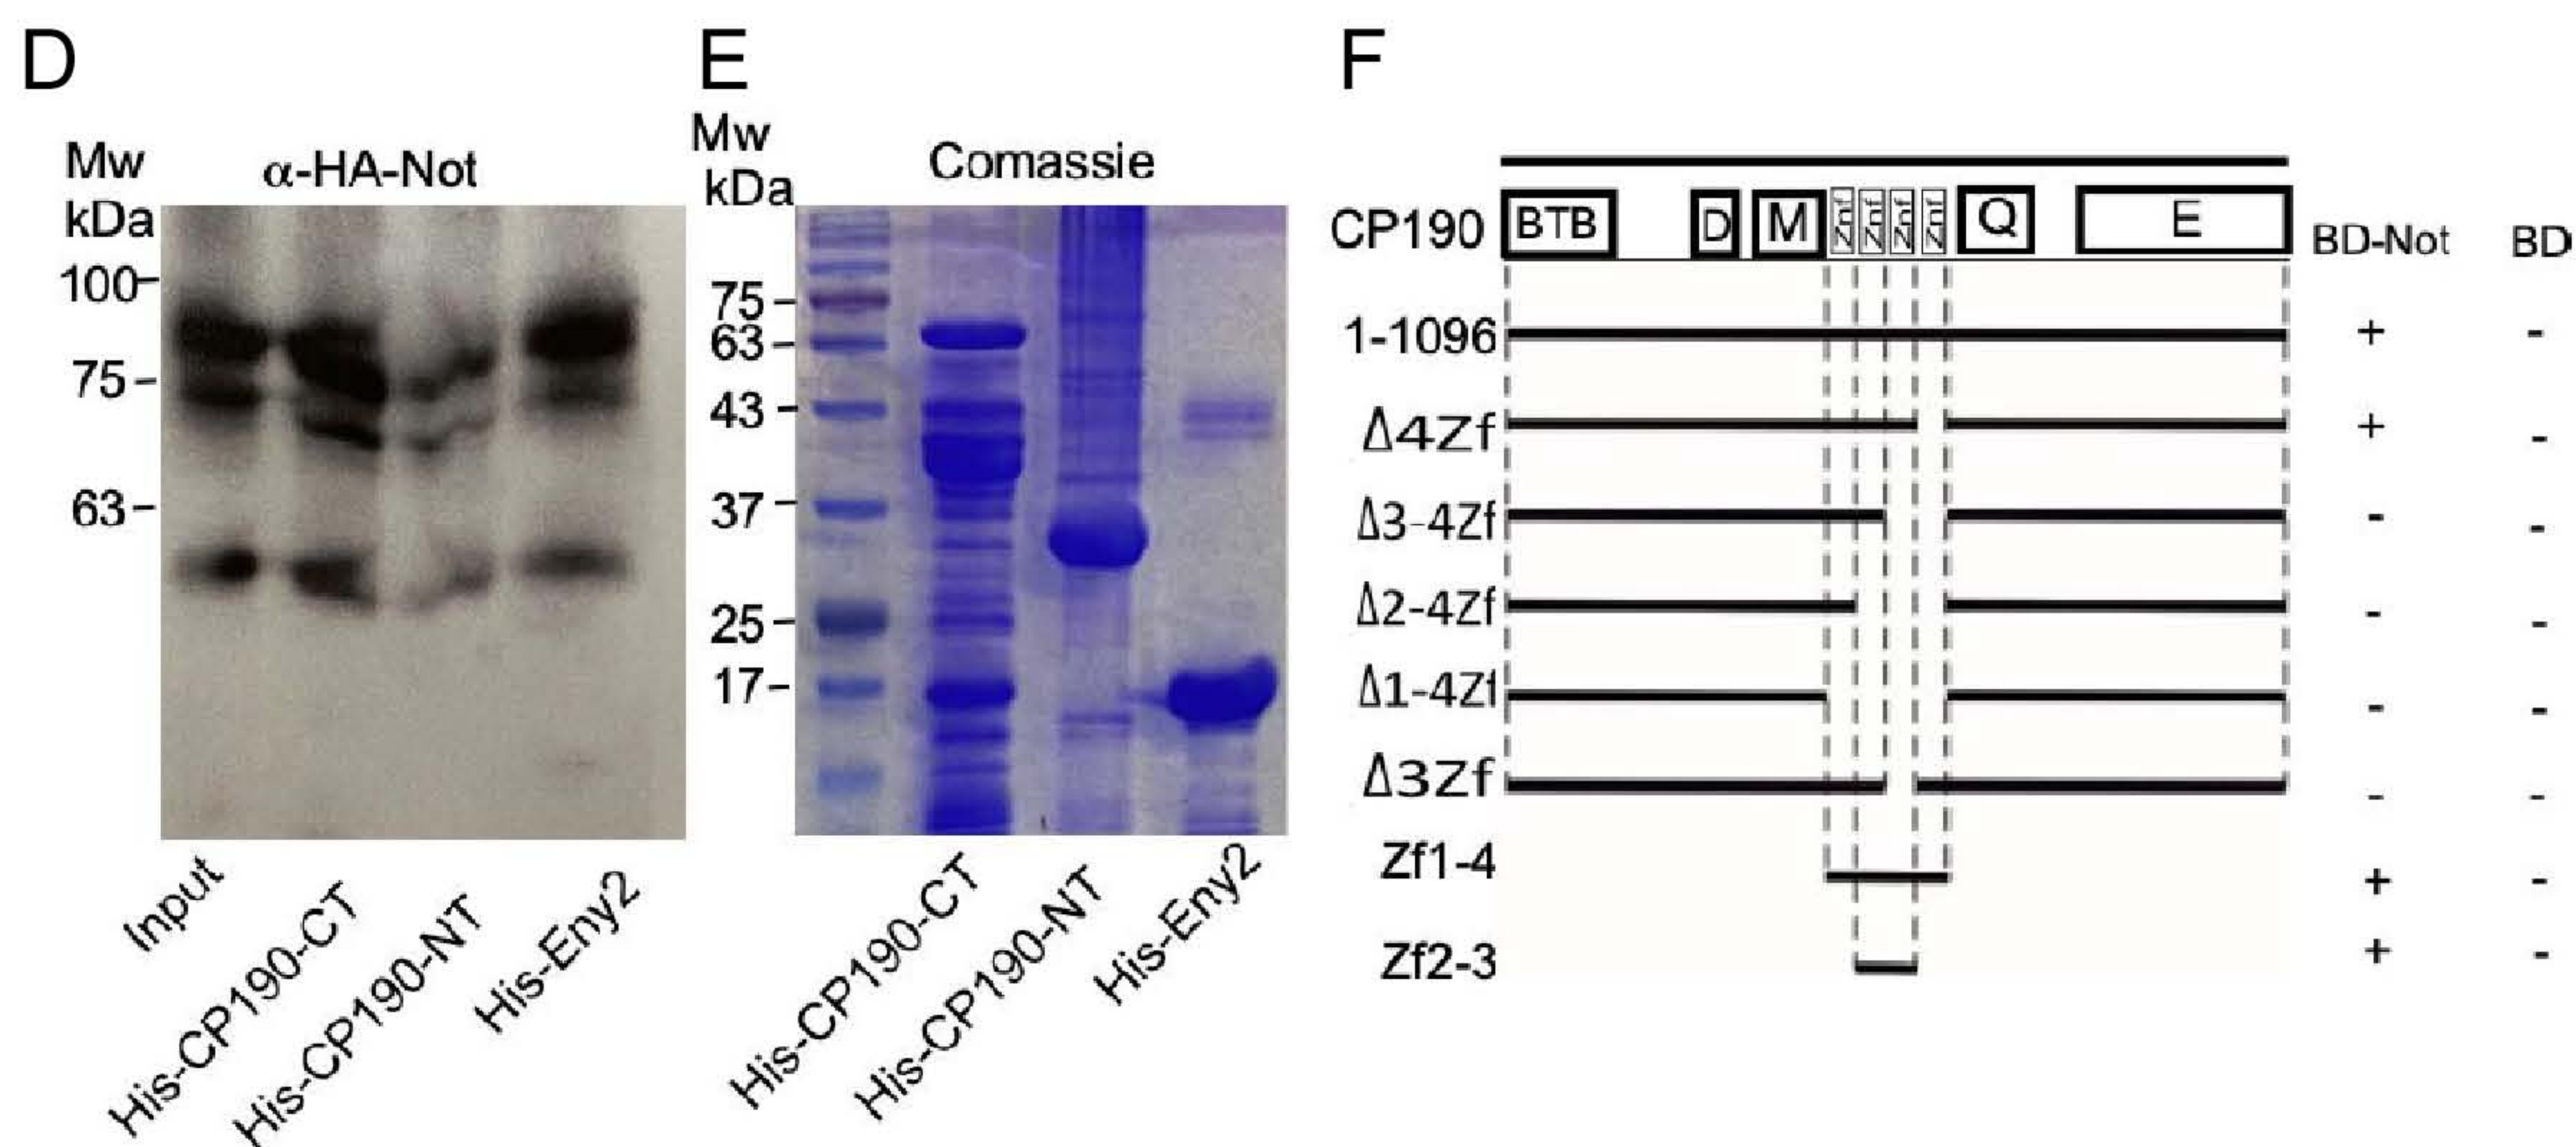 D
Mw
kDa
α-HA-Not
100
75
63
Input
His-CP190-CT
His-CP190-NT
His-Eny2
E
Mw
kDa
Comassie
75
63
43
37
25
17
His-CP190-CT
His-CP190-NT
His-Eny2
F
CP190 BTB D M Znf Znf Znf Znf Q E BD-Not BD
1-1096 + -
Δ4Zf + -
Δ3-4Zf - -
Δ2-4Zf - -
Δ1-4Zf - -
Δ3Zf - -
Zf1-4 + -
Zf2-3 + -